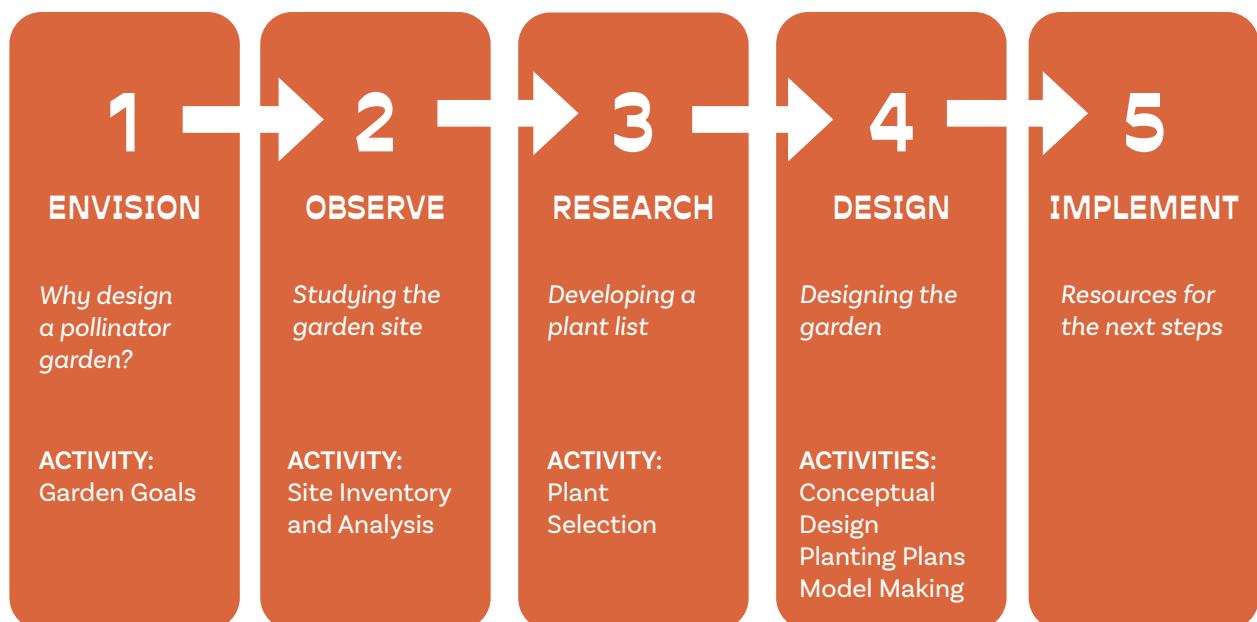 1
ENVISION
Why design
a pollinator
garden?
ACTIVITY:
Garden Goals
2
OBSERVE
Studying the
garden site
ACTIVITY:
Site Inventory
and Analysis
3
RESEARCH
Developing a
plant list
ACTIVITY:
Plant
Selection
4
DESIGN
Designing the
garden
ACTIVITIES:
Conceptual
Design
Planting Plans
Model Making
5
IMPLEMENT
Resources for
the next steps